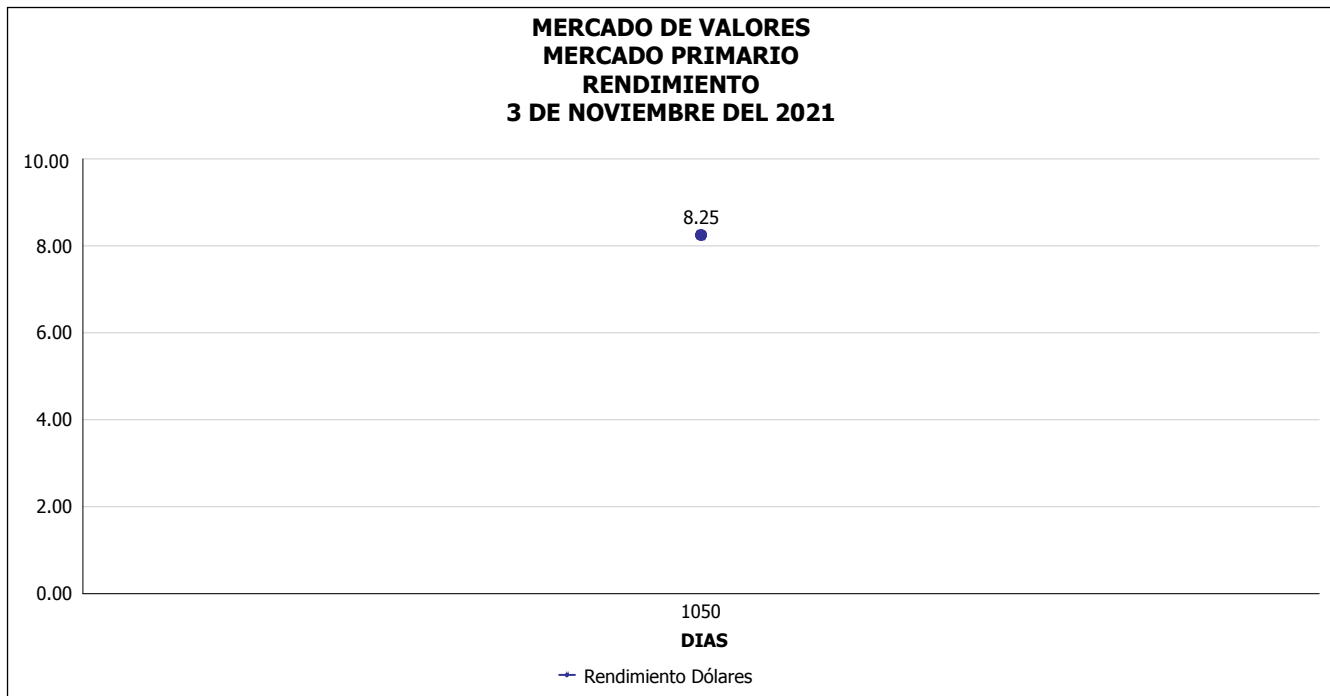 MERCADO DE VALORES
MERCADO PRIMARIO
RENDIMIENTO
3 DE NOVIEMBRE DEL 2021
10.00
8.25
8.00
6.00
4.00
2.00
0.00
1050
DIAS
Rendimiento Dólares